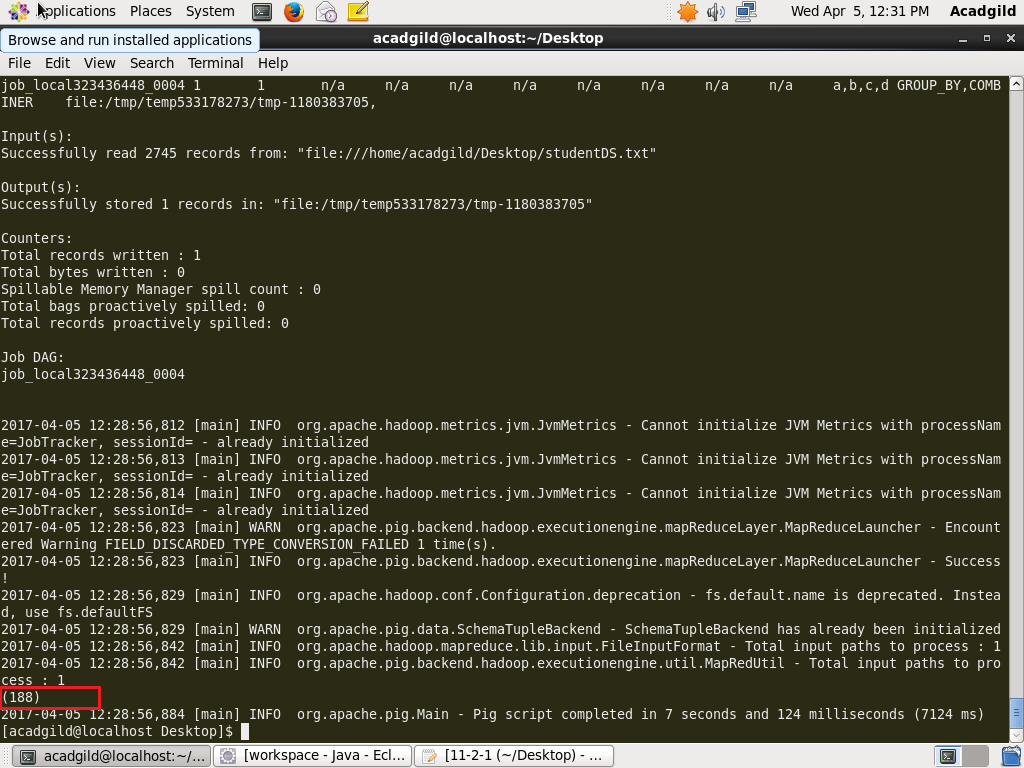 Applications Places System Wed Apr 5, 12:31 PM Acadgild
Browse and run installed applications
acadgild@localhost:~/Desktop
File Edit View Search Terminal Help
job_local323436448_0004 1 1 n/a n/a n/a n/a n/a n/a n/a n/a a,b,c,d GROUP_BY,COMB
INER file:/tmp/temp533178273/tmp-1180383705,
Input(s):
Successfully read 2745 records from: "file:///home/acadgild/Desktop/studentDS.txt"
Output(s):
Successfully stored 1 records in: "file:/tmp/temp533178273/tmp-1180383705"
Counters:
Total records written : 1
Total bytes written : 0
Spillable Memory Manager spill count : 0
Total bags proactively spilled: 0
Total records proactively spilled: 0
Job DAG:
job_local323436448_0004
2017-04-05 12:28:56,812 [main] INFO org.apache.hadoop.metrics.jvm.JvmMetrics - Cannot initialize JVM Metrics with processNam
e=JobTracker, sessionId= - already initialized
2017-04-05 12:28:56,813 [main] INFO org.apache.hadoop.metrics.jvm.JvmMetrics - Cannot initialize JVM Metrics with processNam
e=JobTracker, sessionId= - already initialized
2017-04-05 12:28:56,814 [main] INFO org.apache.hadoop.metrics.jvm.JvmMetrics - Cannot initialize JVM Metrics with processNam
e=JobTracker, sessionId= - already initialized
2017-04-05 12:28:56,823 [main] WARN org.apache.pig.backend.hadoop.executionengine.mapReduceLayer.MapReduceLauncher - Encount
ered Warning FIELD_DISCARDED_TYPE_CONVERSION_FAILED 1 time(s).
2017-04-05 12:28:56,823 [main] INFO org.apache.pig.backend.hadoop.executionengine.mapReduceLayer.MapReduceLauncher - Success
!
2017-04-05 12:28:56,829 [main] INFO org.apache.hadoop.conf.Configuration.deprecation - fs.default.name is deprecated. Instea
d, use fs.defaultFS
2017-04-05 12:28:56,829 [main] WARN org.apache.pig.data.SchemaTupleBackend - SchemaTupleBackend has already been initialized
2017-04-05 12:28:56,842 [main] INFO org.apache.hadoop.mapreduce.lib.input.FileInputFormat - Total input paths to process : 1
2017-04-05 12:28:56,842 [main] INFO org.apache.pig.backend.hadoop.executionengine.util.MapRedUtil - Total input paths to pro
cess : 1
(188)
2017-04-05 12:28:56,884 [main] INFO org.apache.pig.Main - Pig script completed in 7 seconds and 124 milliseconds (7124 ms)
[acadgild@localhost Desktop]$
acadgild@localhost:~/... [workspace - Java - Ecl... [11-2-1 (~/Desktop) - ...